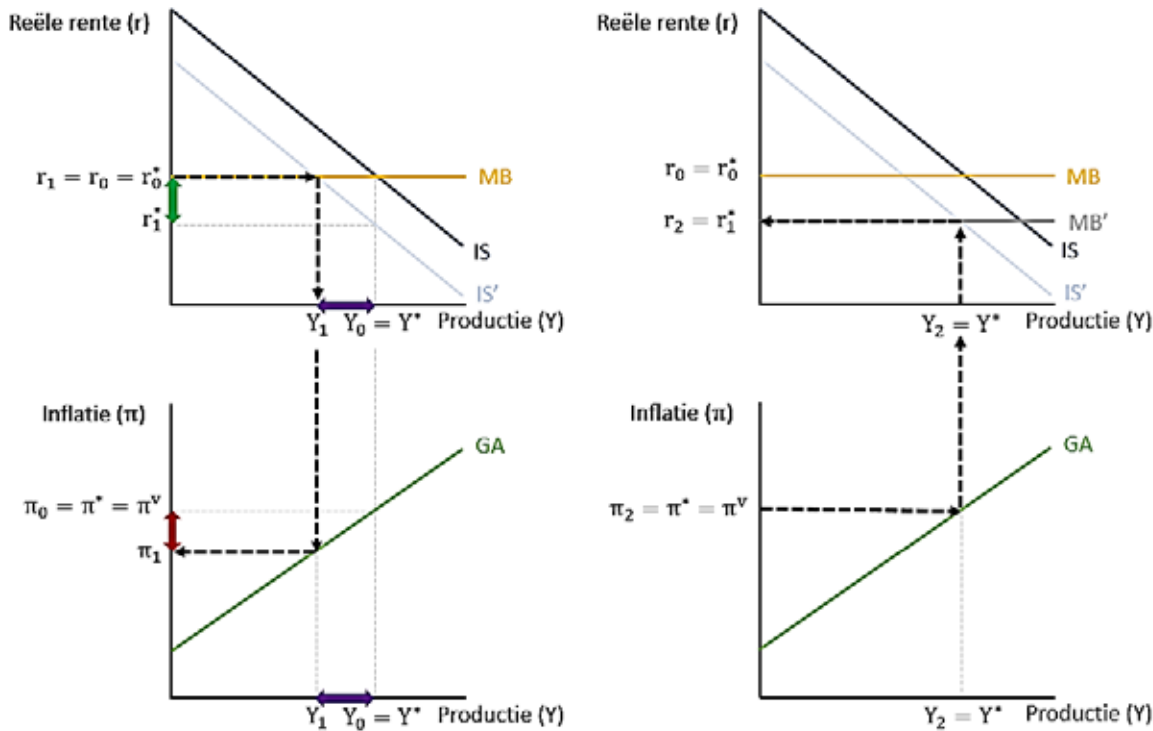 Reële rente (r)
r₁ = r₀ = r₀*
MB
r₁*
IS
IS′
Y₁ Y₀ = Y* Productie (Y)
Inflatie (π)
GA
π₀ = π* = πᵛ
π₁
Y₁ Y₀ = Y* Productie (Y)
Reële rente (r)
r₀ = r₀*
MB
r₂ = r₁*
MB′
IS
IS′
Y₂ = Y*
Productie (Y)
Inflatie (π)
GA
π₂ = π* = πᵛ
Y₂ = Y*
Productie (Y)